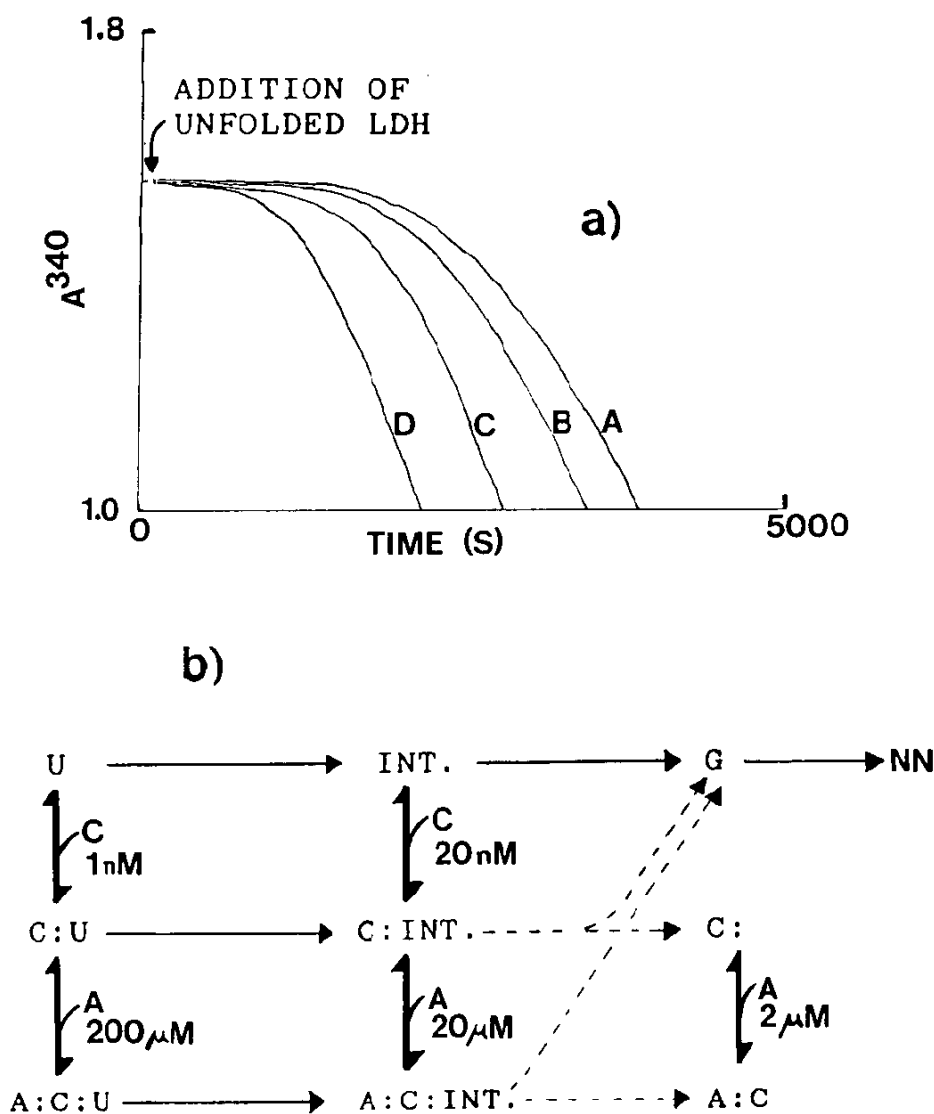 1.8
ADDITION OF
UNFOLDED LDH
a)
A340
D C B A
1.0
0
TIME (S)
5000
b)
U INT. G NN
C C
1nM 20nM
C:U C:INT. C:
A A A
200μM 20μM 2μM
A:C:U A:C:INT. A:C